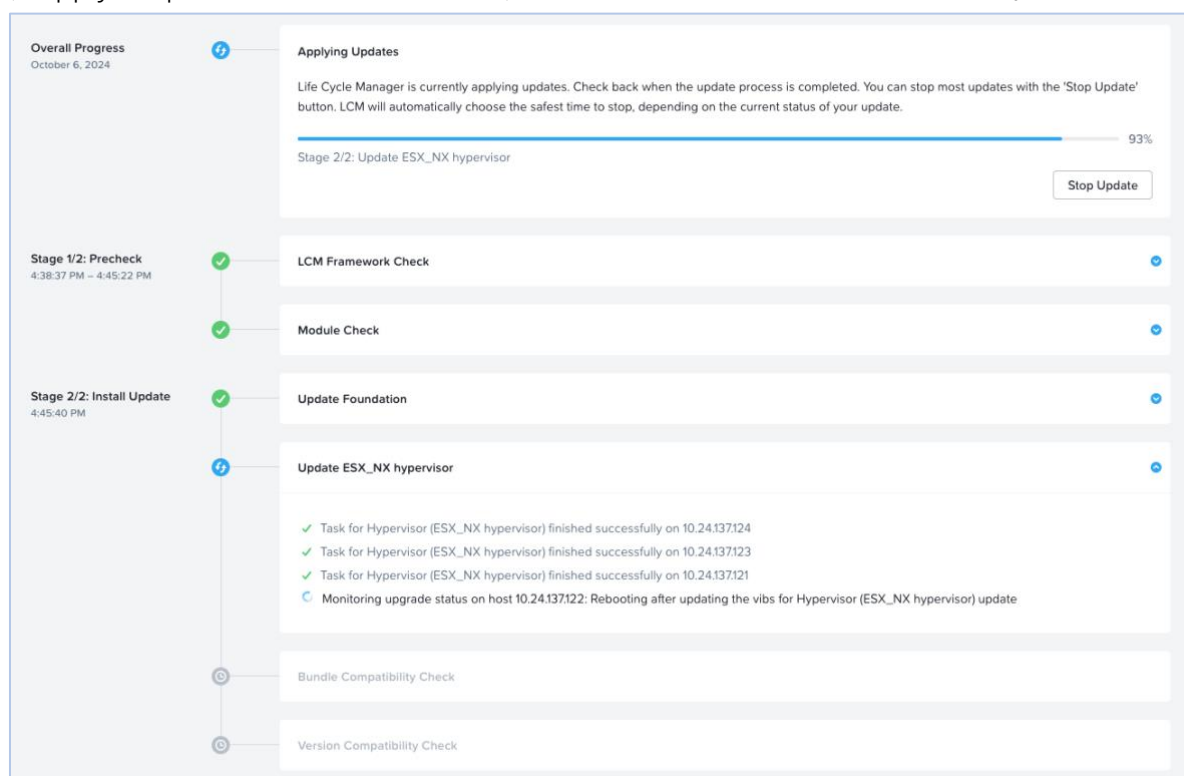 Overall Progress
October 6, 2024
Applying Updates
Life Cycle Manager is currently applying updates. Check back when the update process is completed. You can stop most updates with the 'Stop Update'
button. LCM will automatically choose the safest time to stop, depending on the current status of your update.
93%
Stage 2/2: Update ESX_NX hypervisor
Stop Update
Stage 1/2: Precheck
4:38:37 PM – 4:45:22 PM
LCM Framework Check
Module Check
Stage 2/2: Install Update
4:45:40 PM
Update Foundation
Update ESX_NX hypervisor
Task for Hypervisor (ESX_NX hypervisor) finished successfully on 10.24.137.124
Task for Hypervisor (ESX_NX hypervisor) finished successfully on 10.24.137.123
Task for Hypervisor (ESX_NX hypervisor) finished successfully on 10.24.137.121
Monitoring upgrade status on host 10.24.137.122: Rebooting after updating the vibs for Hypervisor (ESX_NX hypervisor) update
Bundle Compatibility Check
Version Compatibility Check